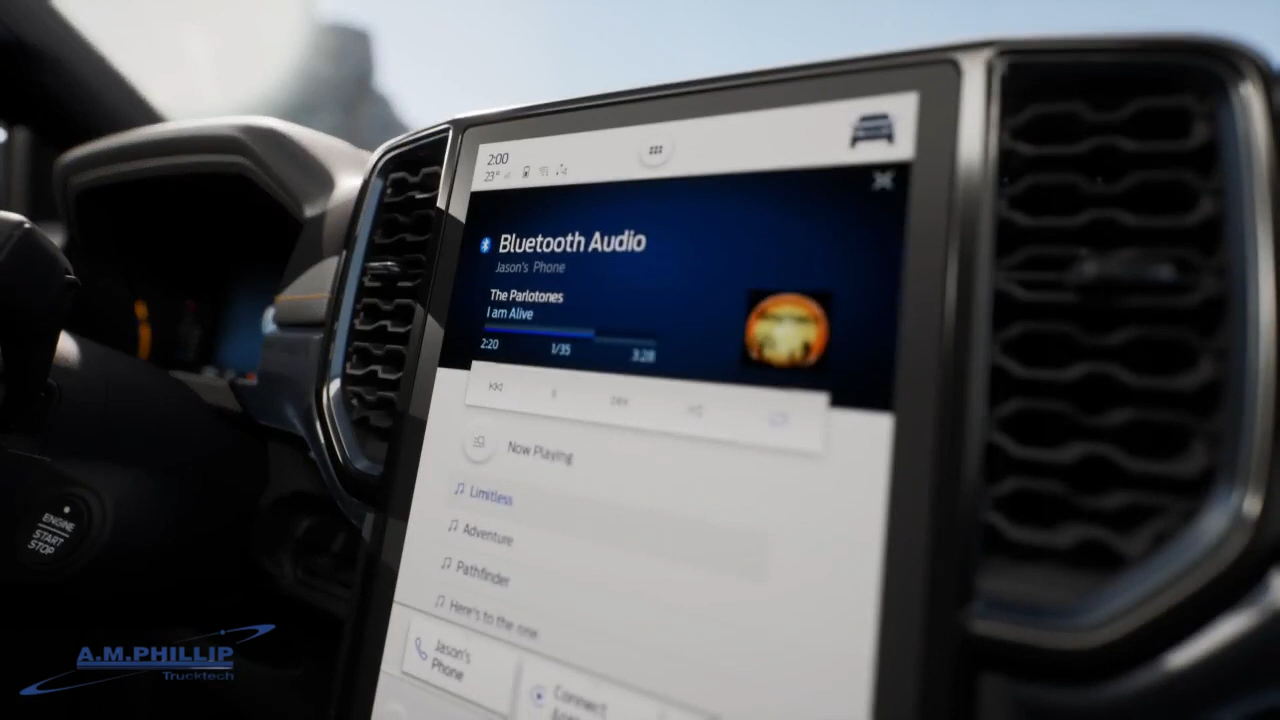 2:00
23°
Bluetooth Audio
Jason's Phone
The Parlotones
I am Alive
2:20 1/35 3:28
Now Playing
Limitless
Adventure
Pathfinder
Here's to the one
Jason's
Phone
Connect
ENGINE
START
STOP
A.M.PHILLIP
Trucktech